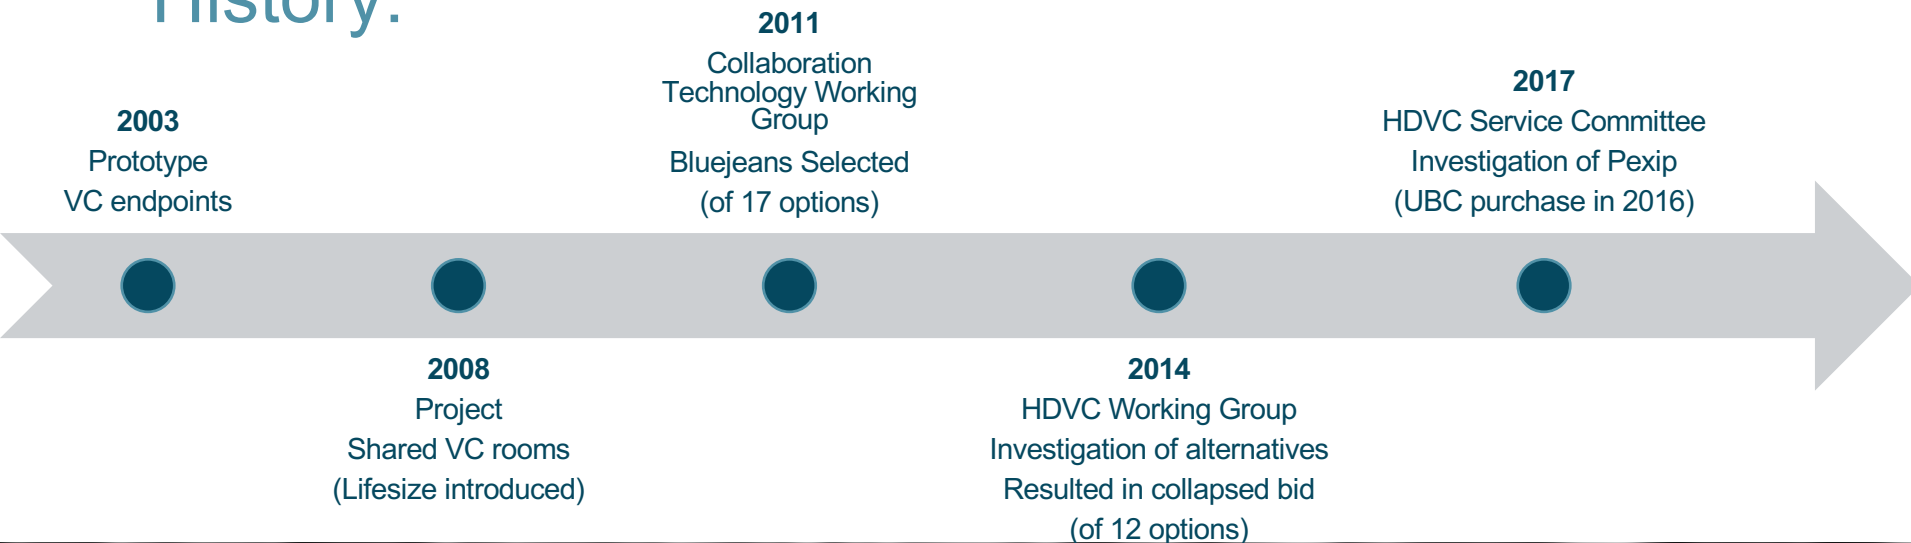 History:
2003
Prototype
VC endpoints
2008
Project
Shared VC rooms
(Lifesize introduced)
2011
Collaboration
Technology Working
Group
Bluejeans Selected
(of 17 options)
2014
HDVC Working Group
Investigation of alternatives
Resulted in collapsed bid
(of 12 options)
2017
HDVC Service Committee
Investigation of Pexip
(UBC purchase in 2016)